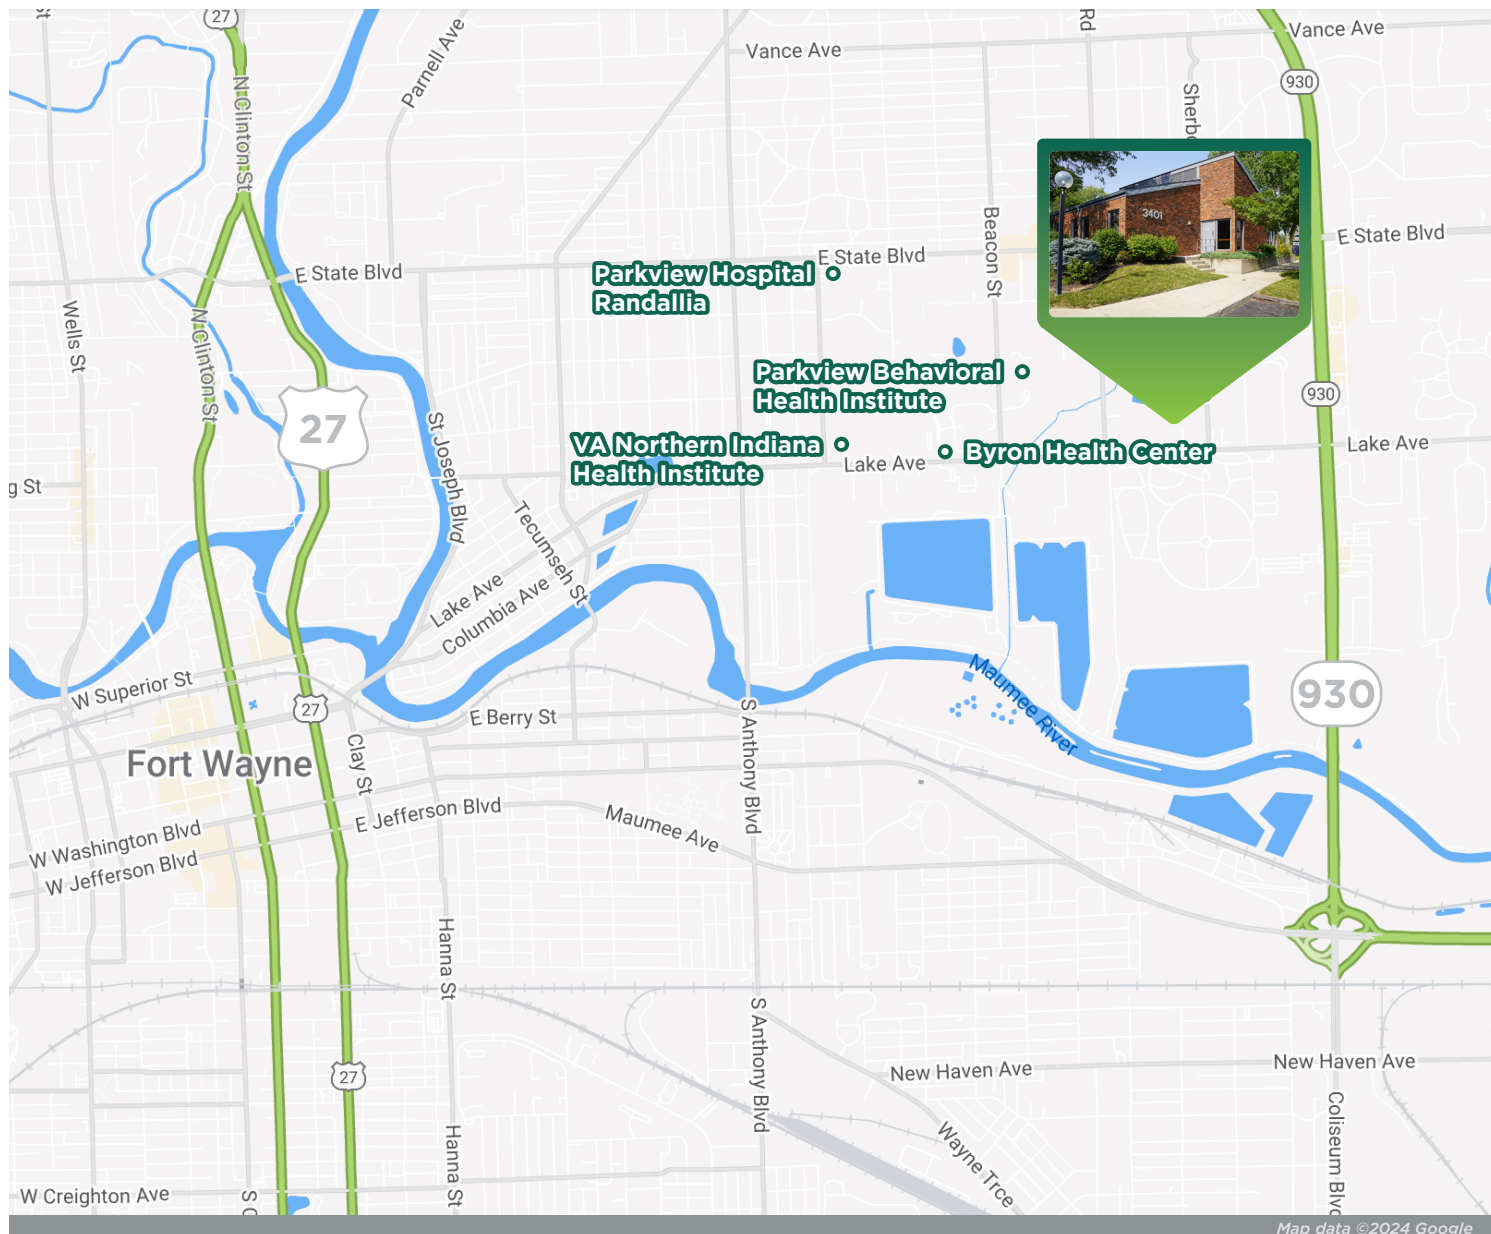 27
Parnell Ave
Vance Ave
Rd
Vance Ave
N Clinton St
930
Beacon St
3401
E State Blvd
E State Blvd
E State Blvd
Parkview Hospital
Randallia
Wells St
N Clinton St
Parkview Behavioral
Health Institute
930
27
St Joseph Blvd
VA Northern Indiana
Health Institute
Lake Ave
Byron Health Center
Lake Ave
g St
Tecumseh St
Lake Ave
Columbia Ave
Maumee River
W Superior St
27
E Berry St
S Anthony Blvd
930
Fort Wayne
Clay St
W Washington Blvd
W Jefferson Blvd
E Jefferson Blvd
Maumee Ave
Hanna St
S Anthony Blvd
27
New Haven Ave
New Haven Ave
Hanna St
Wayne Trce
Coliseum Blvd
W Creighton Ave
Map data ©2024 Google